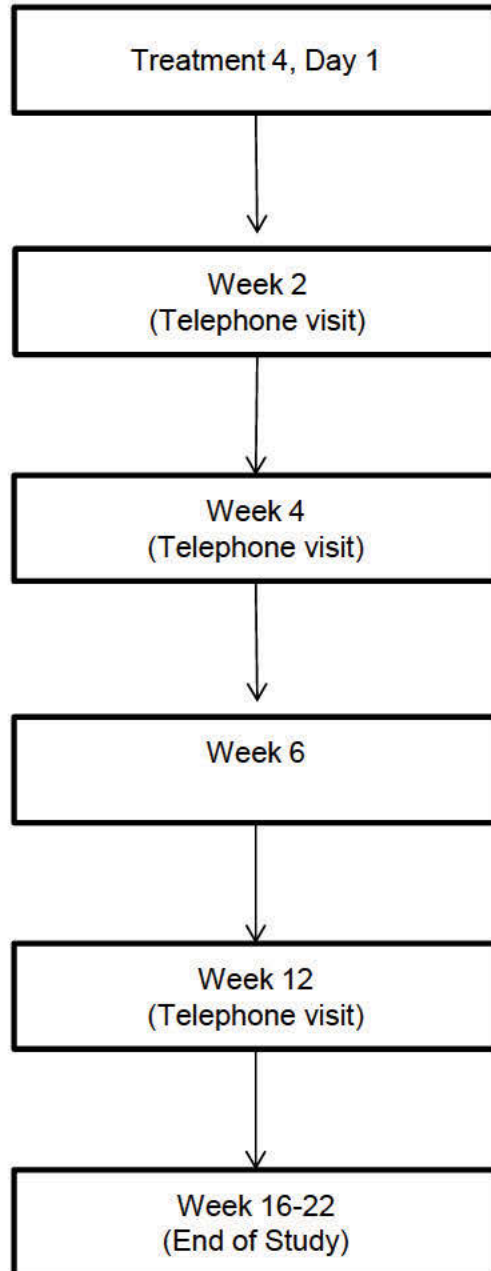 Treatment 4, Day 1
Week 2
(Telephone visit)
Week 4
(Telephone visit)
Week 6
Week 12
(Telephone visit)
Week 16-22
(End of Study)